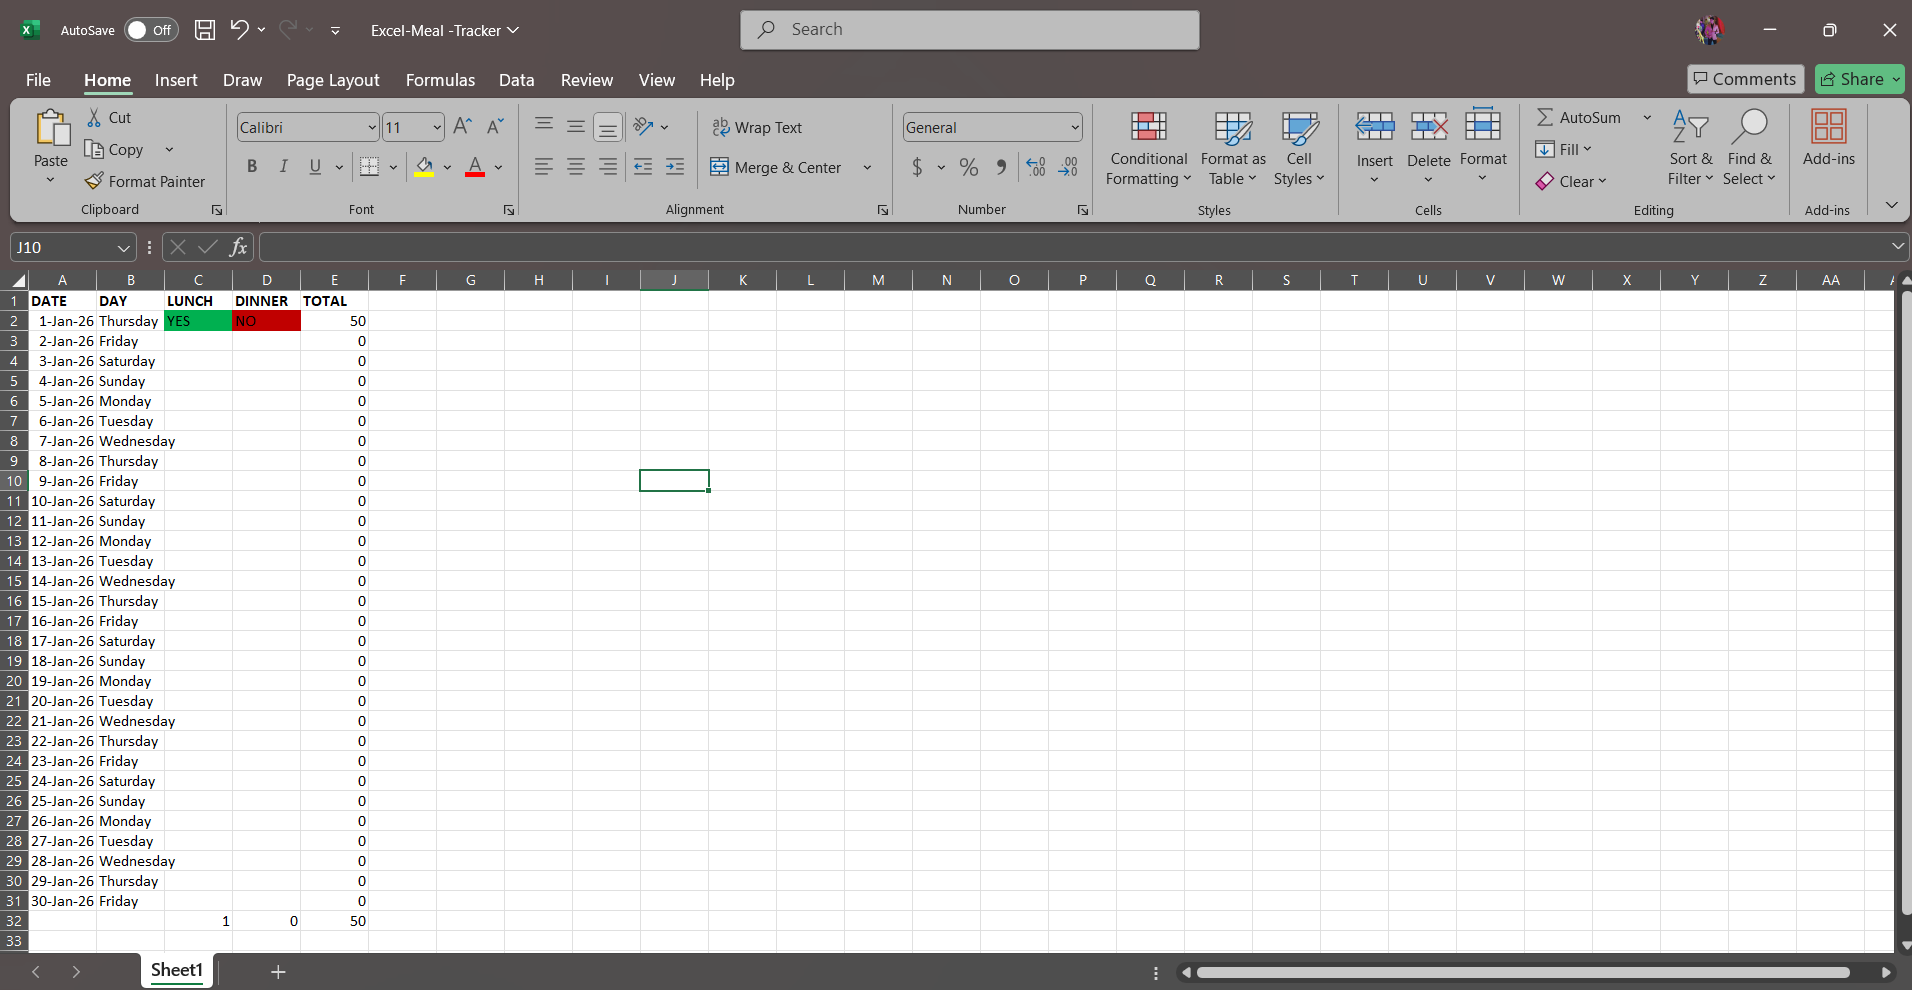 AutoSave Off Excel-Meal -Tracker Search
File Home Insert Draw Page Layout Formulas Data Review View Help Comments Share
Paste
Cut
Copy
Format Painter
Clipboard
Calibri 11
B I U A
Font
Wrap Text
Merge & Center
Alignment
General
$ % 9
Number
Conditional Formatting
Format as Table
Cell Styles
Styles
Insert Delete Format
Cells
AutoSum
Fill
Clear
Sort & Filter
Find & Select
Editing
Add-ins
Add-ins
J10 fx
A B C D E F G H I J K L M N O P Q R S T U V W X Y Z AA
1 DATE DAY LUNCH DINNER TOTAL
2 1-Jan-26 Thursday YES NO 50
3 2-Jan-26 Friday 0
4 3-Jan-26 Saturday 0
5 4-Jan-26 Sunday 0
6 5-Jan-26 Monday 0
7 6-Jan-26 Tuesday 0
8 7-Jan-26 Wednesday 0
9 8-Jan-26 Thursday 0
10 9-Jan-26 Friday 0
11 10-Jan-26 Saturday 0
12 11-Jan-26 Sunday 0
13 12-Jan-26 Monday 0
14 13-Jan-26 Tuesday 0
15 14-Jan-26 Wednesday 0
16 15-Jan-26 Thursday 0
17 16-Jan-26 Friday 0
18 17-Jan-26 Saturday 0
19 18-Jan-26 Sunday 0
20 19-Jan-26 Monday 0
21 20-Jan-26 Tuesday 0
22 21-Jan-26 Wednesday 0
23 22-Jan-26 Thursday 0
24 23-Jan-26 Friday 0
25 24-Jan-26 Saturday 0
26 25-Jan-26 Sunday 0
27 26-Jan-26 Monday 0
28 27-Jan-26 Tuesday 0
29 28-Jan-26 Wednesday 0
30 29-Jan-26 Thursday 0
31 30-Jan-26 Friday 0
32 1 0 50
33
Sheet1